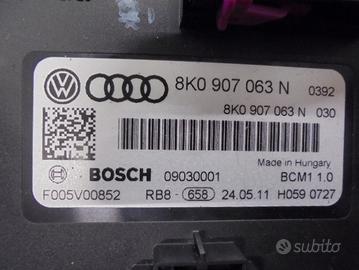 8K0 907 063 N 0392
8K0 907 063 N 030
Made in Hungary
BOSCH 09030001 BCM1 1.0
F005V00852 RB8- 658 24.05.11 H059 0727
subito